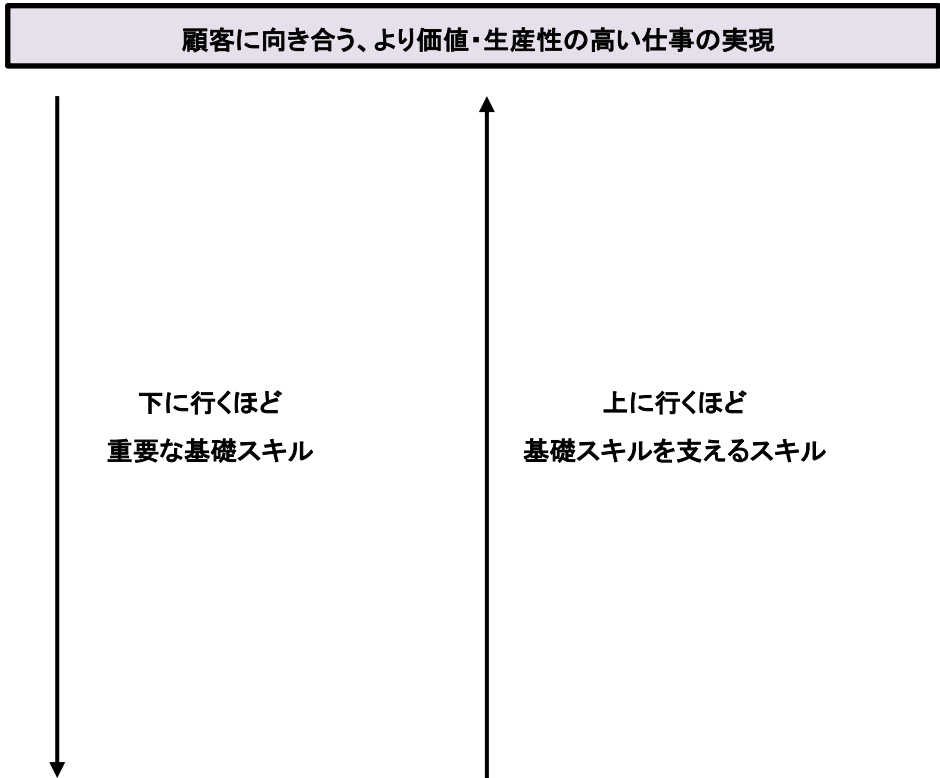 顧客に向き合う、より価値・生産性の高い仕事の実現
下に行くほど
重要な基礎スキル
上に行くほど
基礎スキルを支えるスキル